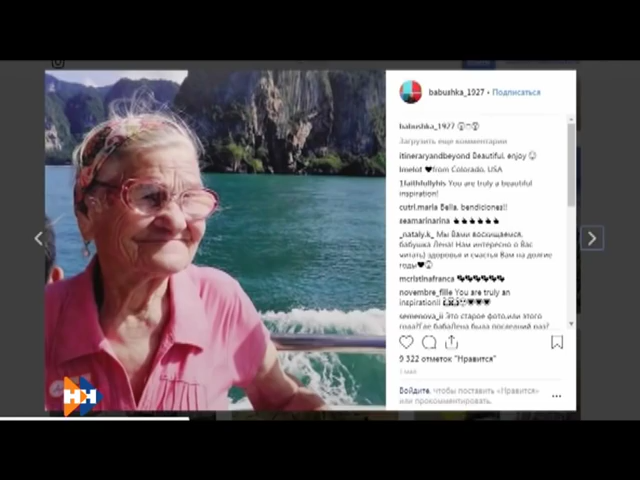 babushka_1927 • Подписаться
babushka_1927
Загрузить еще комментарии
itineraryandbeyond Beautiful, enjoy
lmelot ❤from Colorado, USA
1faithfullyhis You are truly a beautiful
inspiration!
cutri.maria Bella, bendiciones!!
seamarinarina
_nataly.k_ Мы Вами восхищаемся,
бабушка Лена! Нам интересно о Вас
читать) здоровья и счастья Вам на долгие
годы❤
mcristinafranca
novembre_fille You are truly an
inspiration!!
semenova_ii Это старое фото,или этого
года?Где бабаЛена была последний раз?
9 322 отметок "Нравится"
1 мая
Войдите, чтобы поставить «Нравится»
или прокомментировать.
НК